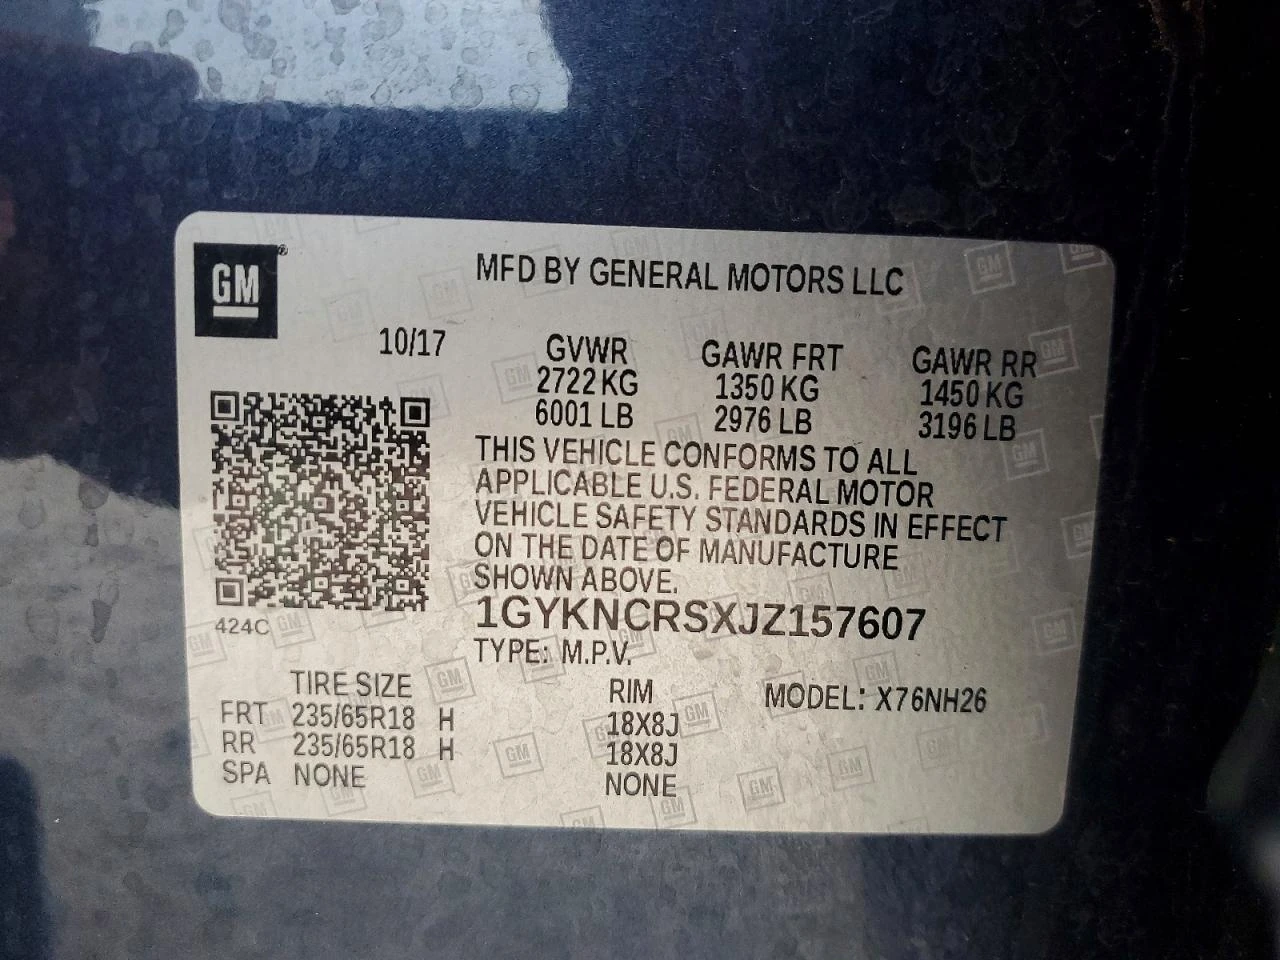 GM ®
MFD BY GENERAL MOTORS LLC
10/17
GVWR GAWR FRT GAWR RR
2722 KG 1350 KG 1450 KG
6001 LB 2976 LB 3196 LB
THIS VEHICLE CONFORMS TO ALL
APPLICABLE U.S. FEDERAL MOTOR
VEHICLE SAFETY STANDARDS IN EFFECT
ON THE DATE OF MANUFACTURE
SHOWN ABOVE.
1GYKNCRSXJZ157607
424C
TYPE: M.P.V.
TIRE SIZE RIM MODEL: X76NH26
FRT 235/65R18 H 18X8J
RR 235/65R18 H 18X8J
SPA NONE NONE